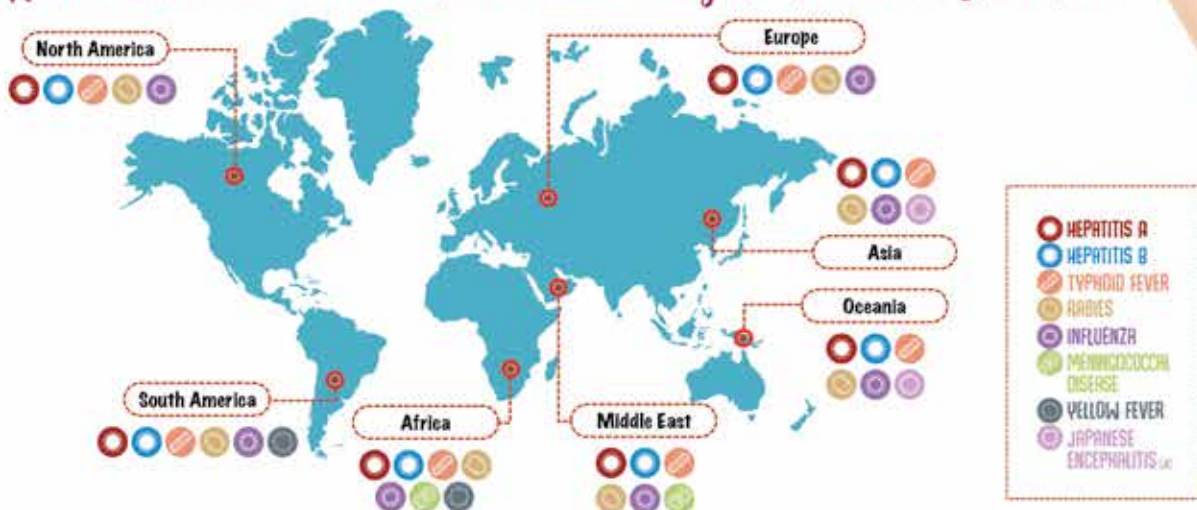 North America
Europe
Asia
Oceania
South America
Africa
Middle East
HEPATITIS A
HEPATITIS B
TYPHOID FEVER
RABIES
INFLUENZA
MENINGOCOCCAL
DISEASE
YELLOW FEVER
JAPANESE
ENCEPHALITIS